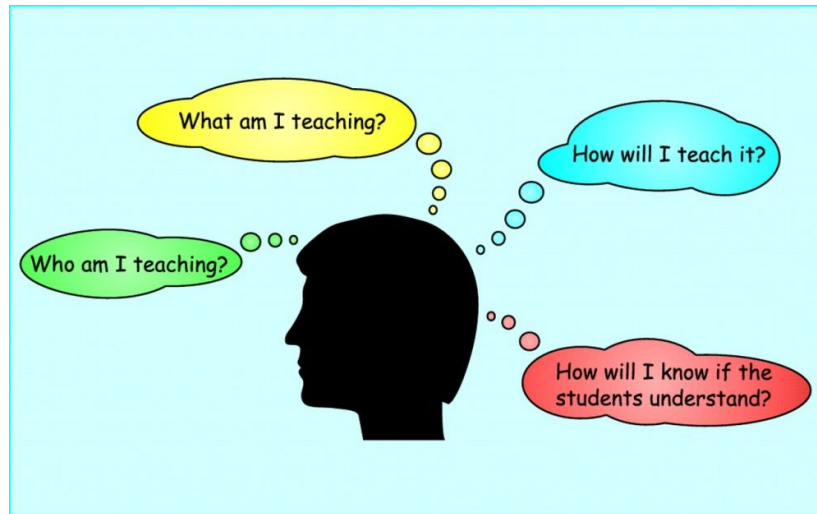 What am I teaching?
How will I teach it?
Who am I teaching?
How will I know if the
students understand?